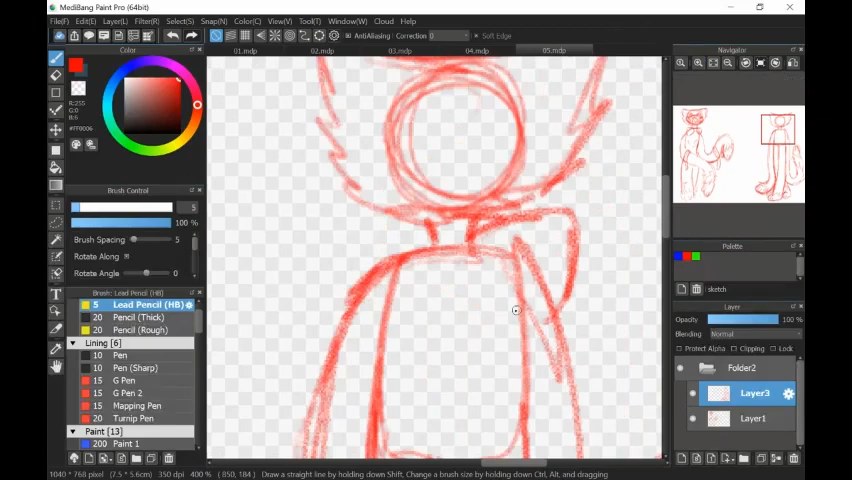 MediBang Paint Pro (64bit)
File(F) Edit(E) Layer(L) Filter(R) Select(S) Snap(N) Color(C) View(V) Tool(T) Window(W) Cloud Help
AntiAliasing Correction 0 Soft Edge
Color
01.mdp 02.mdp 03.mdp 04.mdp 05.mdp
Navigator
R:255
G:0
B:6
#FF0006
Brush Control
5
100 %
Brush Spacing 5
Rotate Along
Rotate Angle 0
Brush: Lead Pencil (HB)
5 Lead Pencil (HB)
20 Pencil (Thick)
20 Pencil (Rough)
Lining [6]
10 Pen
10 Pen (Sharp)
15 G Pen
15 G Pen 2
15 Mapping Pen
20 Turnip Pen
Paint [13]
200 Paint 1
Palette
sketch
Layer
Opacity 100 %
Blending Normal
Protect Alpha Clipping Lock
Folder2
Layer3
Layer1
1040 * 768 pixel (7.5 * 5.6cm) 350 dpi 400 % ( 850, 184 ) Draw a straight line by holding down Shift, Change a brush size by holding down Ctrl, Alt, and dragging